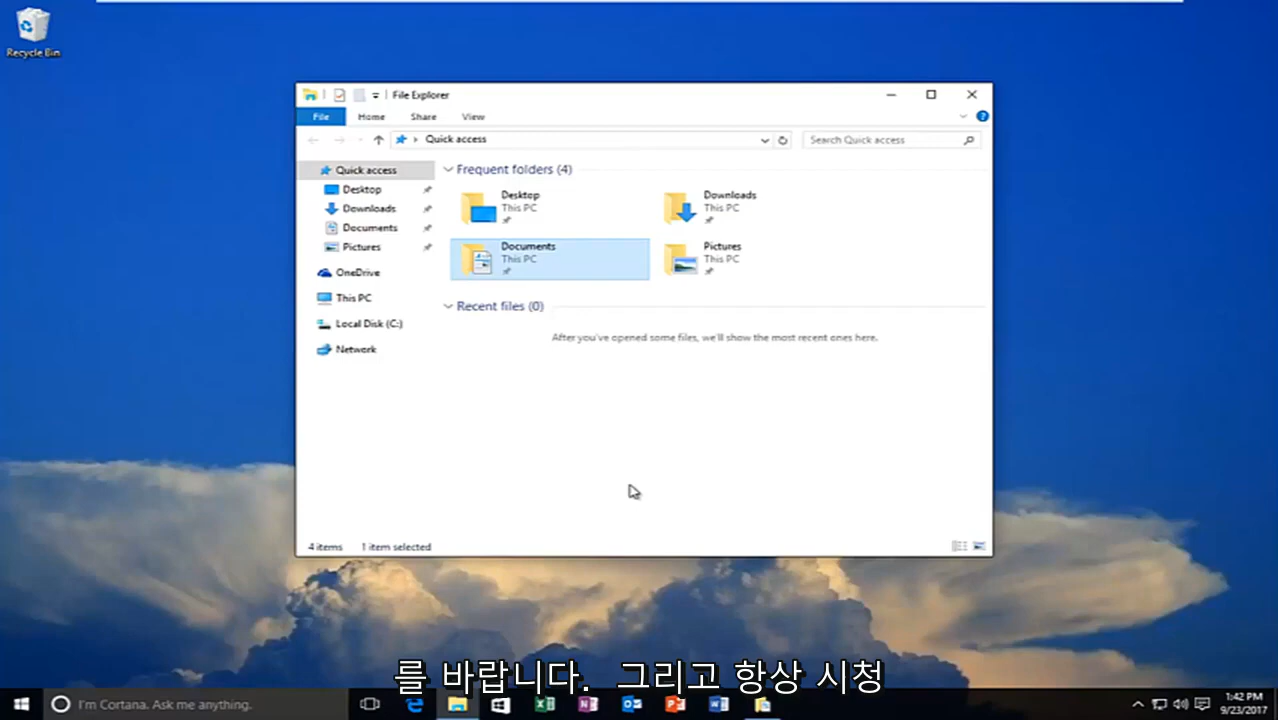 Recycle Bin
File Explorer
File Home Share View
Quick access
Search Quick access
Quick access
Desktop
Downloads
Documents
Pictures
OneDrive
This PC
Local Disk (C:)
Network
Frequent folders (4)
Desktop
This PC
Downloads
This PC
Documents
This PC
Pictures
This PC
Recent files (0)
After you've opened some files, we'll show the most recent ones here.
4 items 1 item selected
를 바랍니다. 그리고 항상 시청
I'm Cortana. Ask me anything.
1:42 PM
9/23/2017